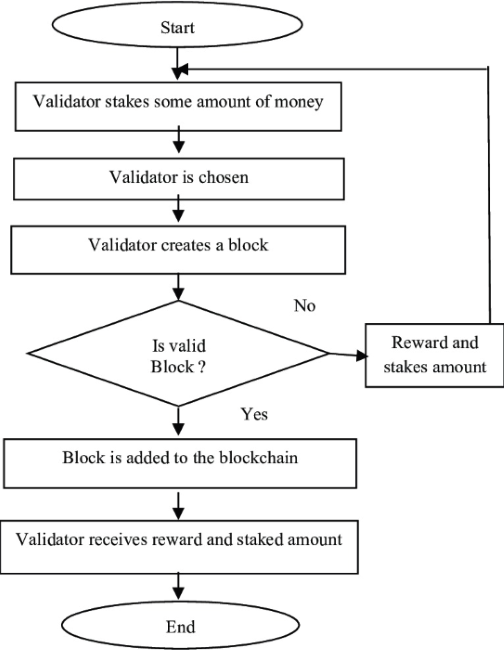 Start
Validator stakes some amount of money
Validator is chosen
Validator creates a block
No
Is valid
Block ?
Reward and
stakes amount
Yes
Block is added to the blockchain
Validator receives reward and staked amount
End